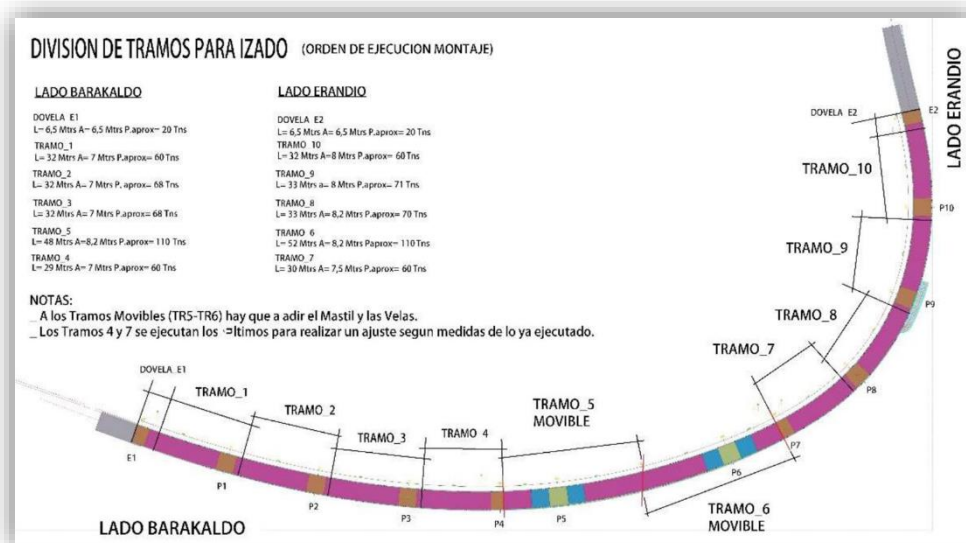 DIVISION DE TRAMOS PARA IZADO (ORDEN DE EJECUCION MONTAJE)
LADO BARAKALDO
DOVELA E1
L= 6,5 Mtrs A= 6,5 Mtrs P.aprox= 20 Tns
TRAMO_1
L= 32 Mtrs A= 7 Mtrs P.aprox= 60 Tns
TRAMO_2
L= 32 Mtrs A= 7 Mtrs P. aprox= 68 Tns
TRAMO_3
L= 32 Mtrs A= 7 Mtrs P.aprox= 68 Tns
TRAMO_5
L= 48 Mtrs A=8,2 Mtrs P.aprox= 110 Tns
TRAMO_4
L= 29 Mtrs A= 7 Mtrs P.aprox= 60 Tns
LADO ERANDIO
DOVELA E2
L= 6,5 Mtrs A= 6,5 Mtrs P.aprox= 20 Tns
TRAMO 10
L= 32 Mtrs A=8 Mtrs P.aprox= 60 Tns
TRAMO_9
L= 33 Mtrs a= 8 Mtrs P.aprox= 71 Tns
TRAMO_8
L= 33 Mtrs A= 8,2 Mtrs P.aprox= 70 Tns
TRAMO 6
L= 52 Mtrs A= 8,2 Mtrs Paprox= 110 Tns
TRAMO_7
L= 30 Mtrs A= 7,5 Mtrs P.aprox= 60 Tns
NOTAS:
_ A los Tramos Movibles (TR5-TR6) hay que a adir el Mastil y las Velas.
_ Los Tramos 4 y 7 se ejecutan los ltimos para realizar un ajuste segun medidas de lo ya ejecutado.
LADO ERANDIO
E2
DOVELA E2
TRAMO_10
P10
TRAMO_9
P9
TRAMO_8
TRAMO_7
P8
DOVELA E1
TRAMO_1
TRAMO_2
TRAMO_3
TRAMO 4
TRAMO_5
MOVIBLE
P7
P6
E1
P1
P2
P3
P4
P5
TRAMO_6
MOVIBLE
LADO BARAKALDO